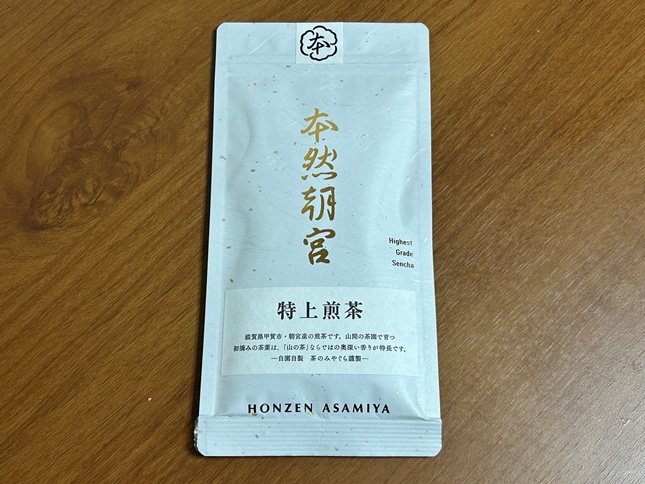 本
本然朝宮
Highest
Grade
Sencha
特上煎茶
滋賀県甲賀市・朝宮産の煎茶です。山間の茶園で育つ
初摘みの茶葉は、「山の茶」ならではの奥深い香りが特長です。
―自園自製　茶のみやぐら謹製―
HONZEN ASAMIYA